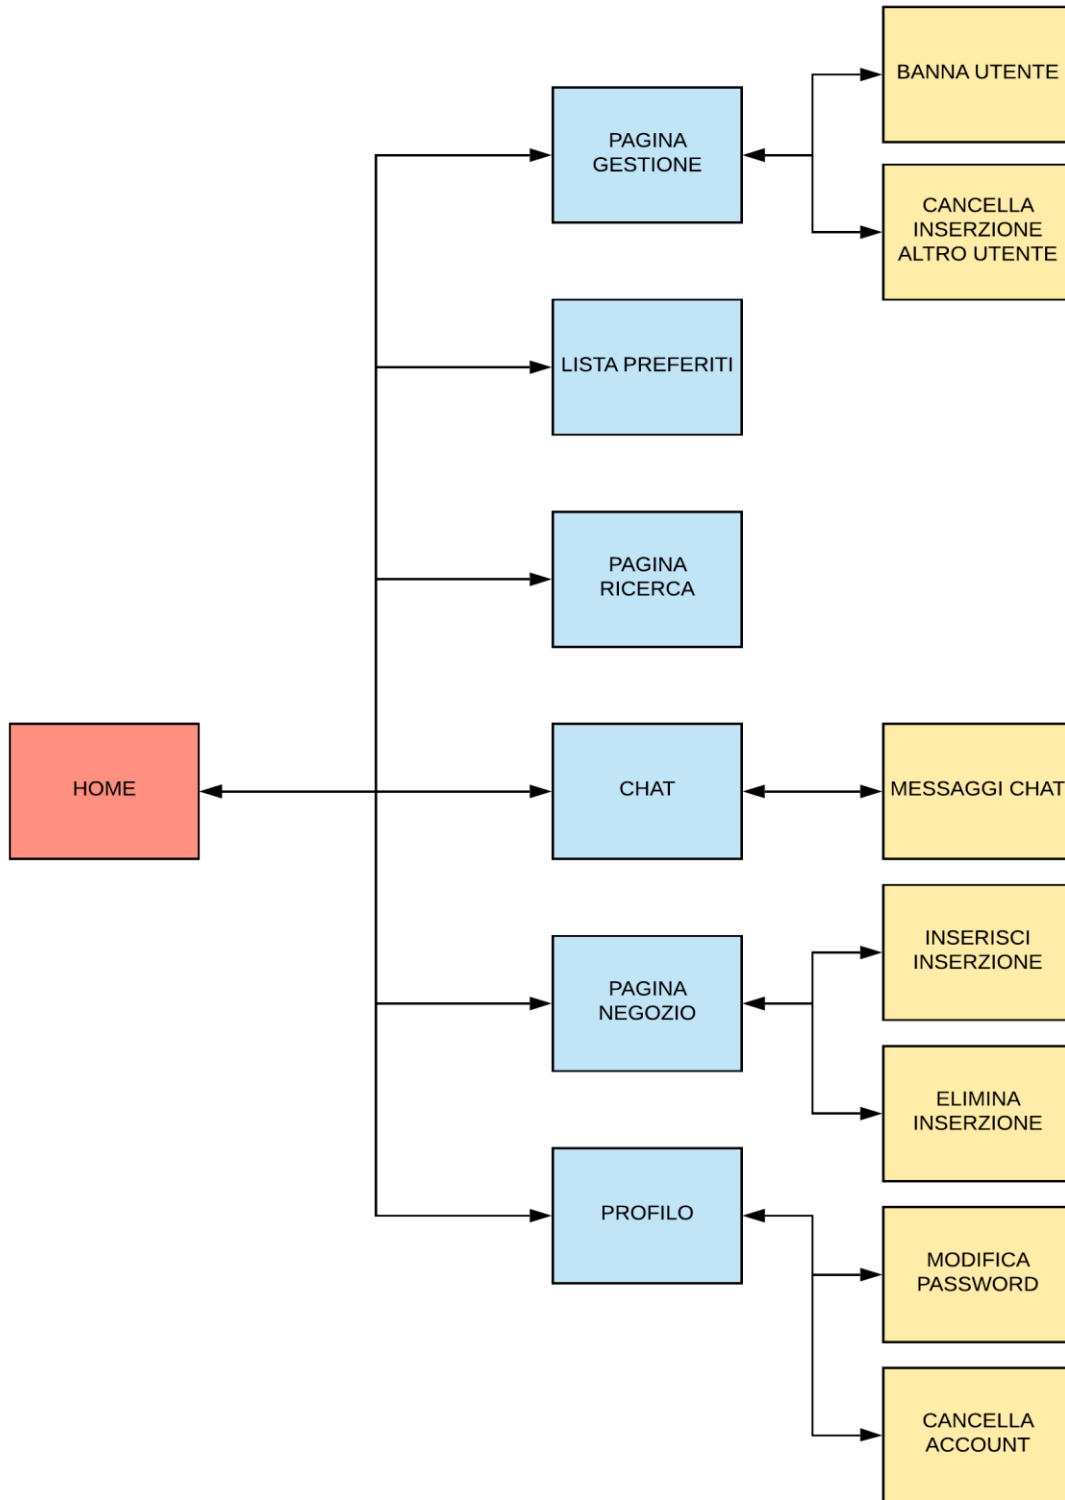 BANNA UTENTE
PAGINA
GESTIONE
CANCELLA
INSERZIONE
ALTRO UTENTE
LISTA PREFERITI
PAGINA
RICERCA
HOME
CHAT
MESSAGGI CHAT
INSERISCI
INSERZIONE
PAGINA
NEGOZIO
ELIMINA
INSERZIONE
PROFILO
MODIFICA
PASSWORD
CANCELLA
ACCOUNT